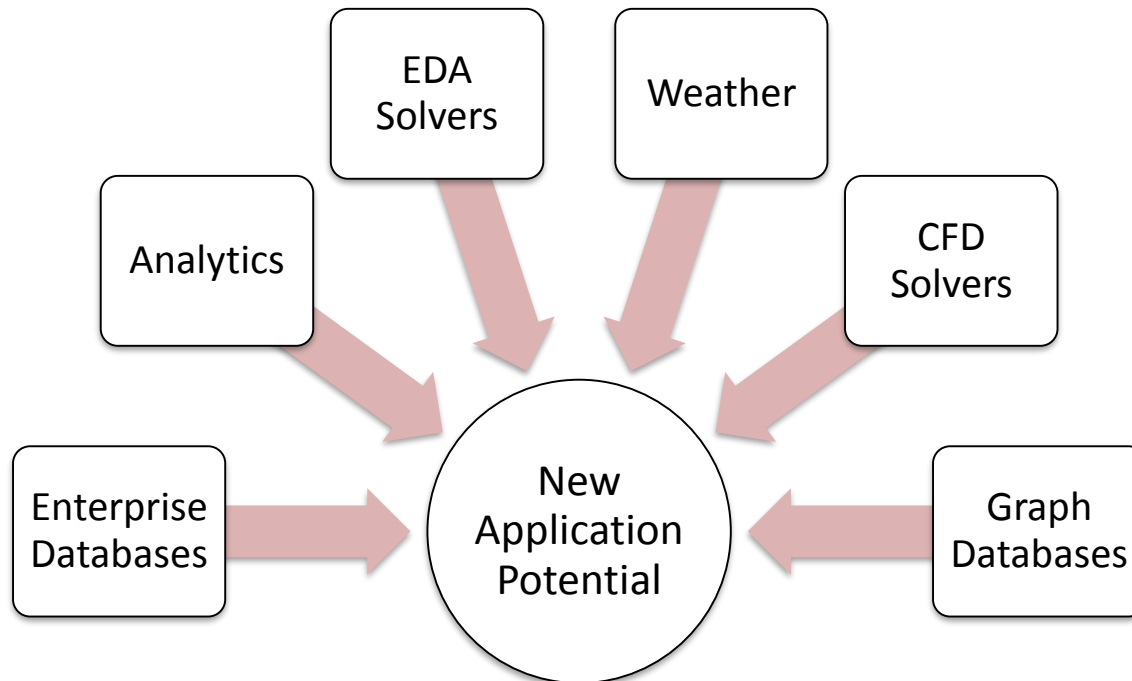 EDA
Solvers
Weather
Analytics
CFD
Solvers
Enterprise
Databases
New
Application
Potential
Graph
Databases